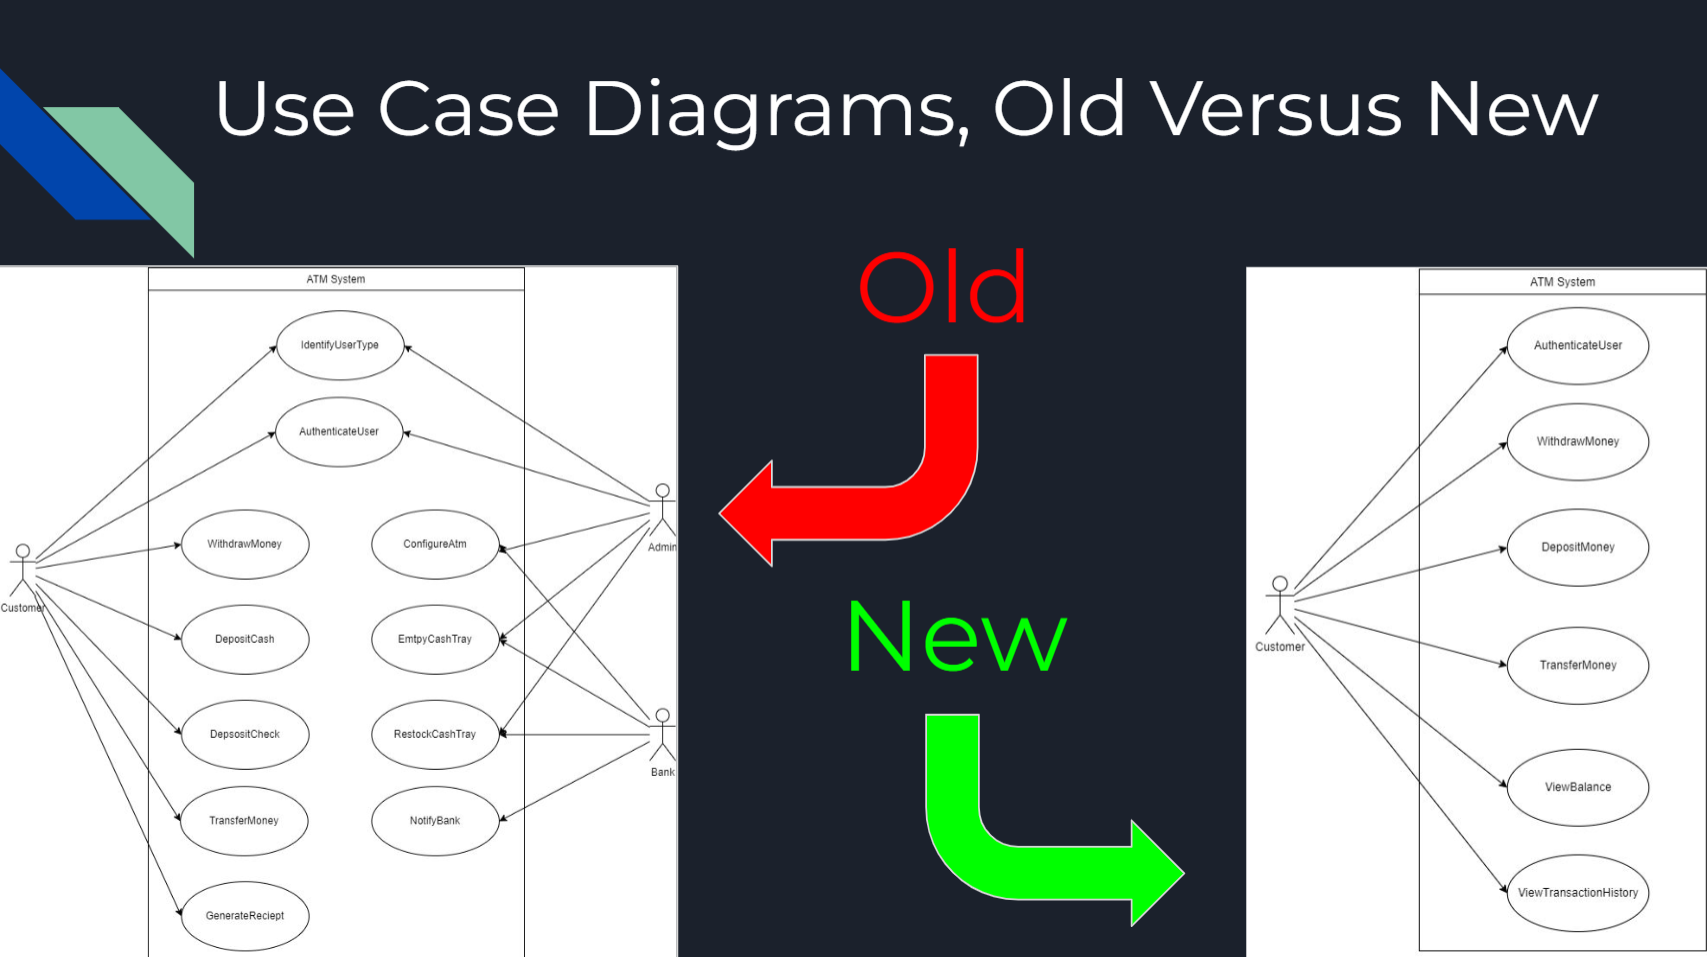 Use Case Diagrams, Old Versus New
ATM System
IdentifyUserType
AuthenticateUser
WithdrawMoney
ConfigureAtm
Admin
Customer
DepositCash
EmtpyCashTray
DepsositCheck
RestockCashTray
Bank
TransferMoney
NotifyBank
GenerateReciept
Old
New
ATM System
AuthenticateUser
WithdrawMoney
DepositMoney
Customer
TransferMoney
ViewBalance
ViewTransactionHistory